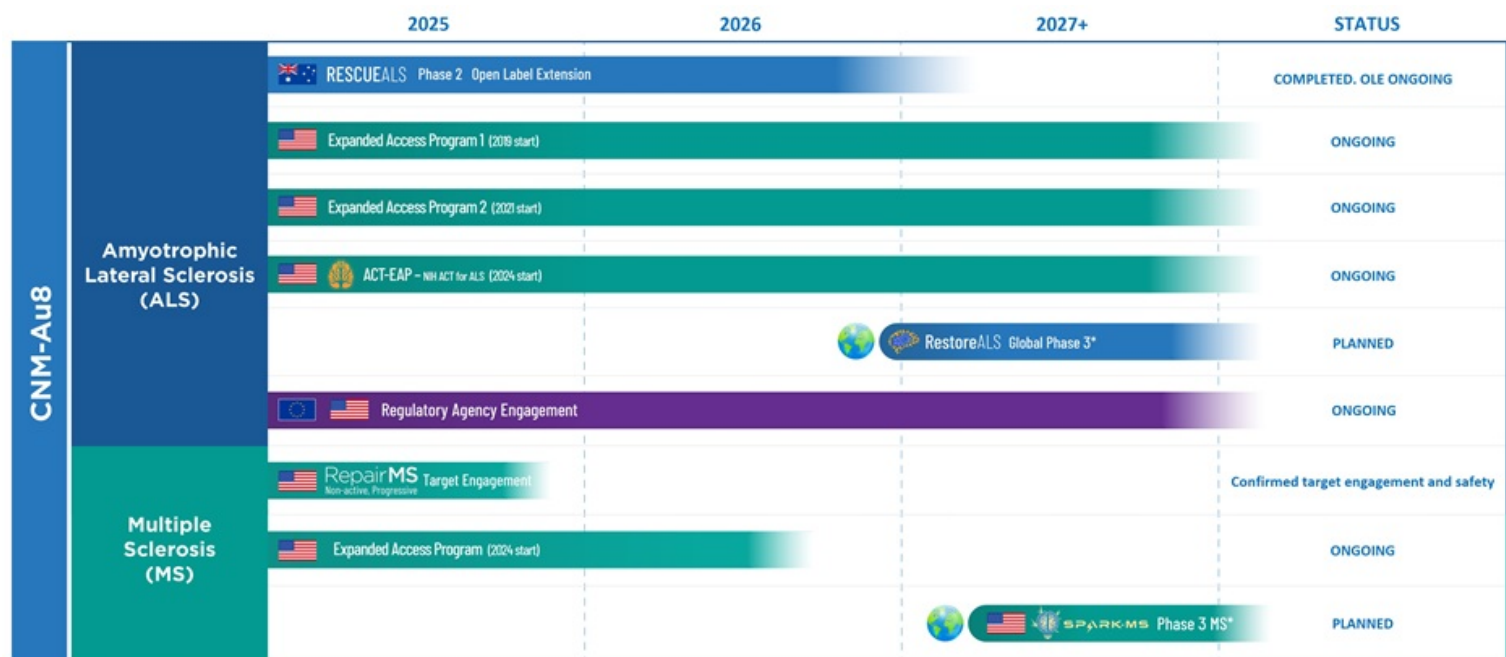 2025 2026 2027+ STATUS
CNM-Au8
Amyotrophic
Lateral Sclerosis
(ALS)
RESCUEALS Phase 2 Open Label Extension COMPLETED. OLE ONGOING
Expanded Access Program 1 (2019 start) ONGOING
Expanded Access Program 2 (2021 start) ONGOING
ACT-EAP – NIH ACT for ALS (2024 start) ONGOING
RestoreALS Global Phase 3* PLANNED
Regulatory Agency Engagement ONGOING
Multiple
Sclerosis
(MS)
RepairMS Target Engagement Confirmed target engagement and safety
Non-active, Progressive
Expanded Access Program (2024 start) ONGOING
SPARK-MS Phase 3 MS* PLANNED